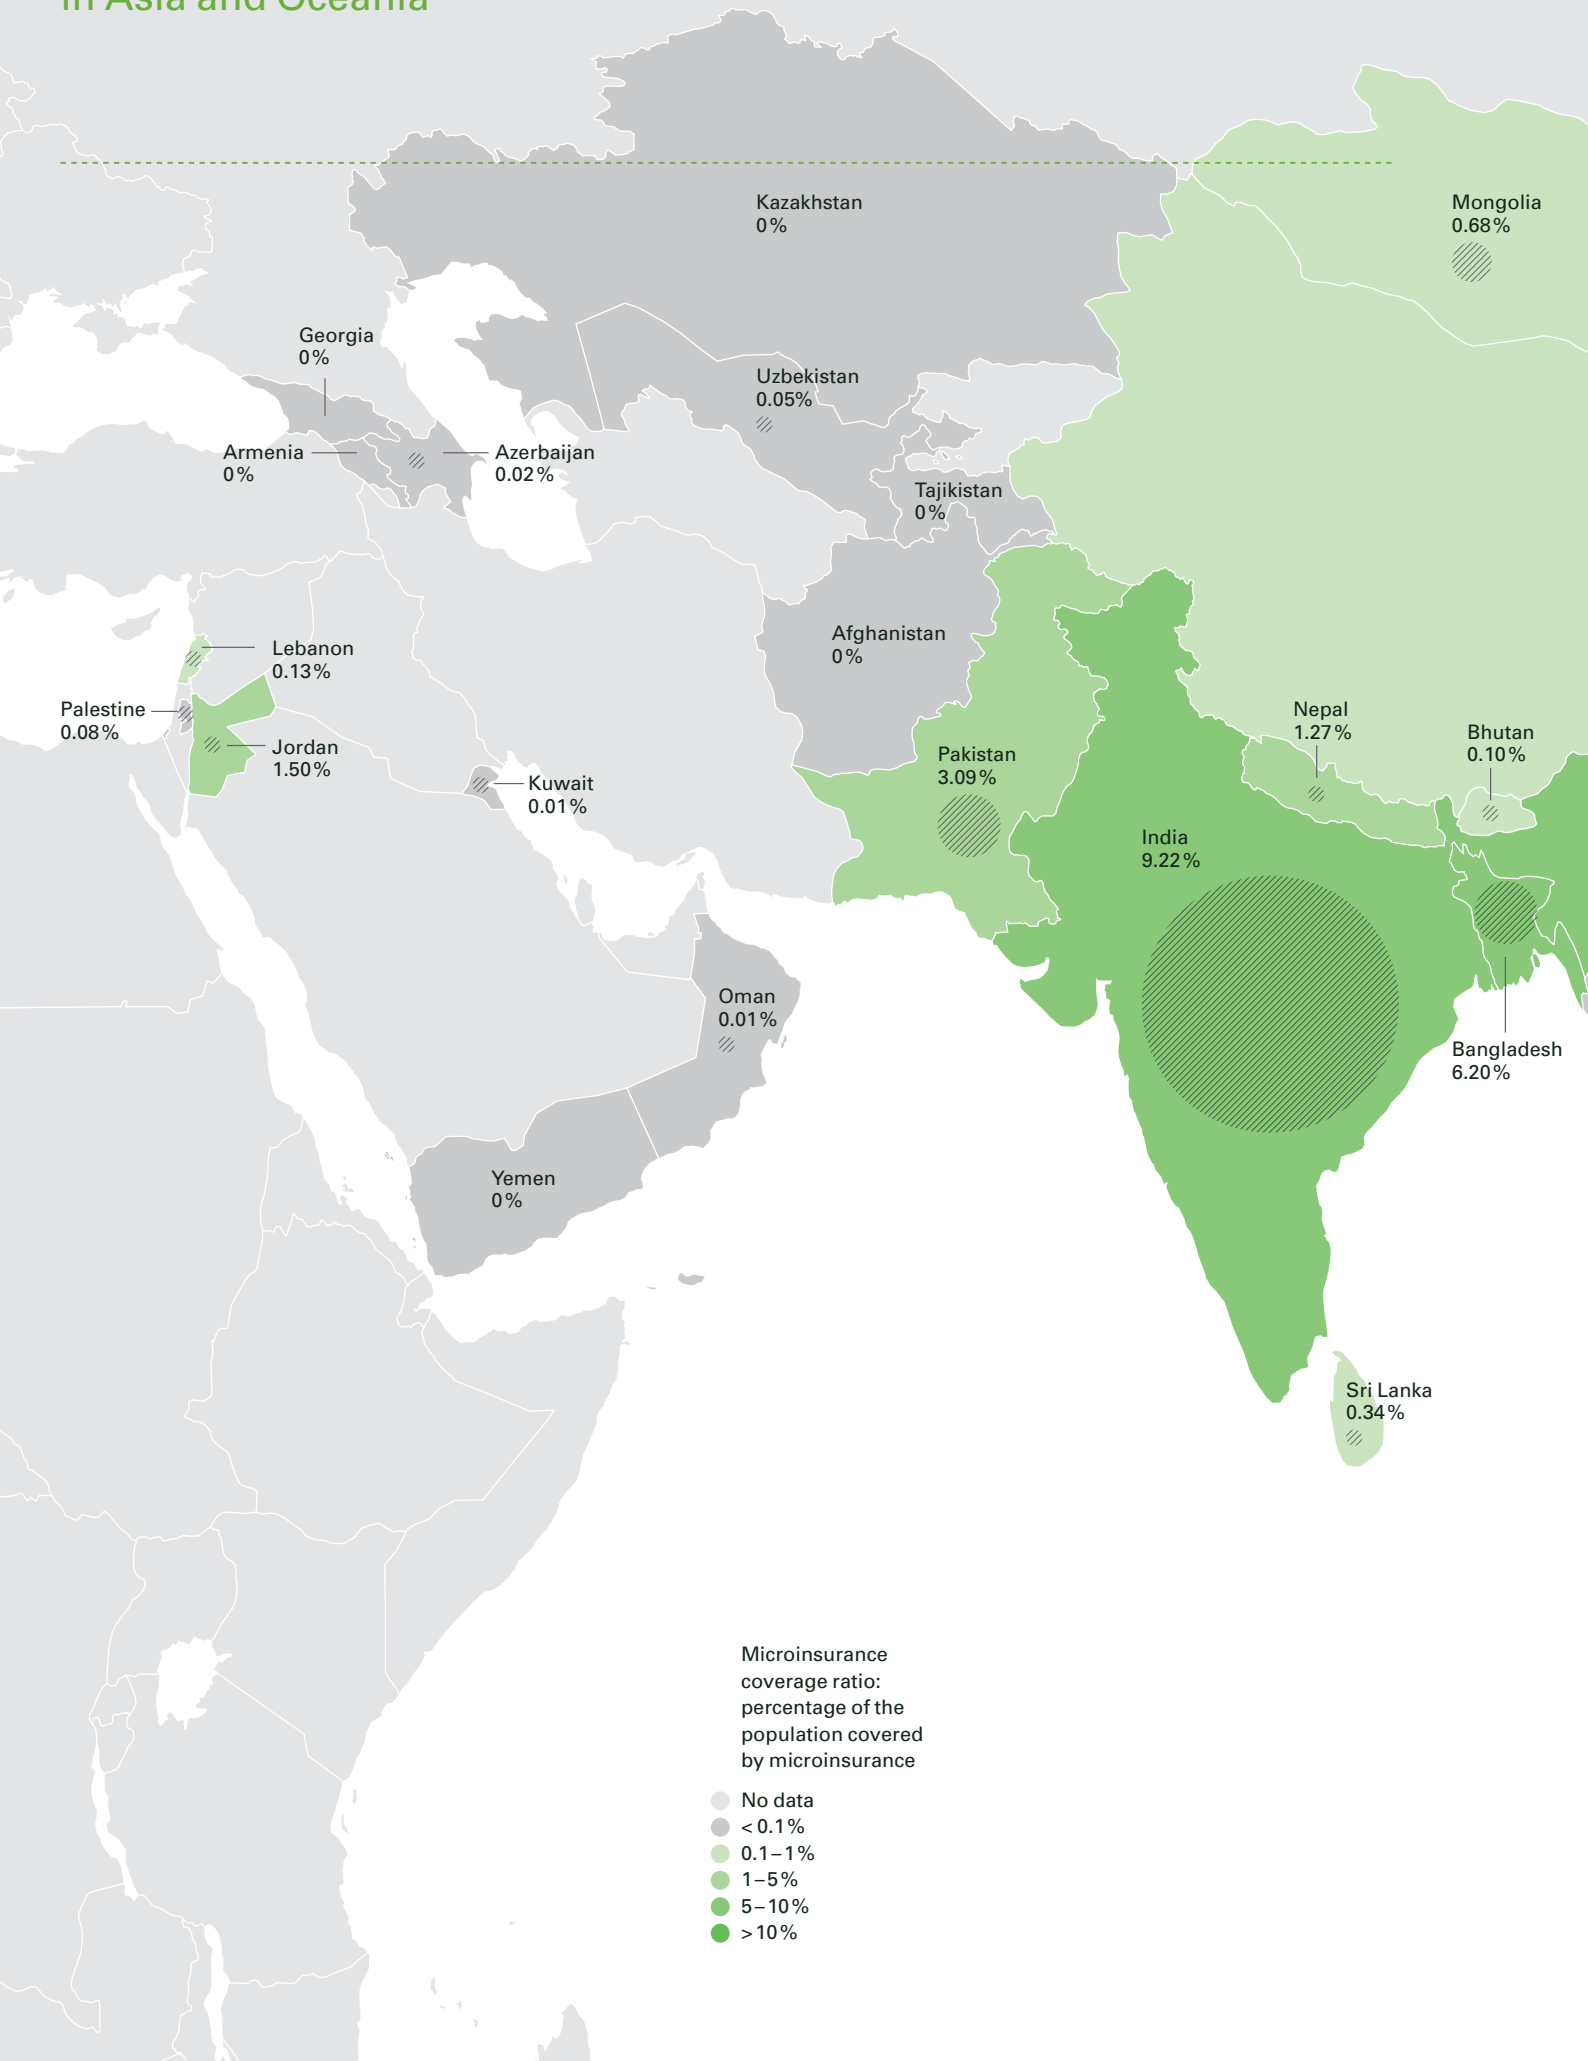 in Asia and Oceania
Kazakhstan
0%
Mongolia
0.68%
Georgia
0%
Uzbekistan
0.05%
Armenia
0%
Azerbaijan
0.02%
Tajikistan
0%
Afghanistan
0%
Lebanon
0.13%
Palestine
0.08%
Jordan
1.50%
Kuwait
0.01%
Pakistan
3.09%
Nepal
1.27%
Bhutan
0.10%
India
9.22%
Oman
0.01%
Bangladesh
6.20%
Yemen
0%
Sri Lanka
0.34%
Microinsurance
coverage ratio:
percentage of the
population covered
by microinsurance
No data
< 0.1%
0.1–1%
1–5%
5–10%
>10%